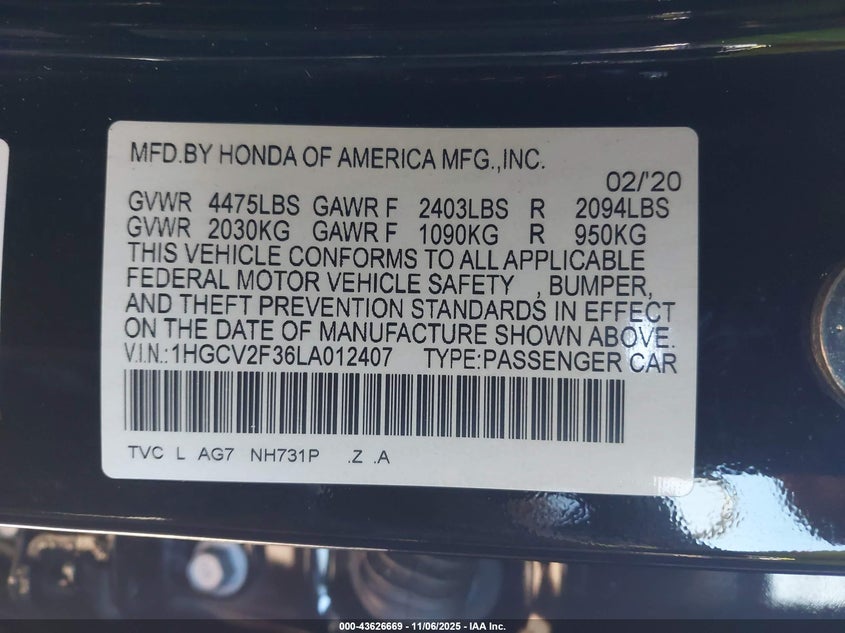 MFD.BY HONDA OF AMERICA MFG.,INC.
02/'20
GVWR 4475LBS GAWR F 2403LBS R 2094LBS
GVWR 2030KG GAWR F 1090KG R 950KG
THIS VEHICLE CONFORMS TO ALL APPLICABLE
FEDERAL MOTOR VEHICLE SAFETY , BUMPER,
AND THEFT PREVENTION STANDARDS IN EFFECT
ON THE DATE OF MANUFACTURE SHOWN ABOVE.
V.I.N.:1HGCV2F36LA012407 TYPE:PASSENGER CAR
TVC L AG7 NH731P .Z .A
000-43626669 - 11/06/2025 - IAA Inc.